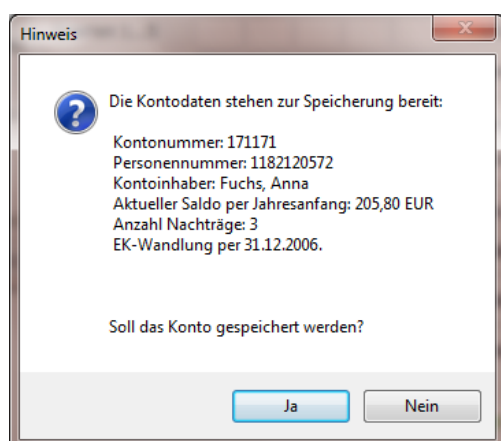 Hinweis
Die Kontodaten stehen zur Speicherung bereit:
Kontonummer: 171171
Personennummer: 1182120572
Kontoinhaber: Fuchs, Anna
Aktueller Saldo per Jahresanfang: 205,80 EUR
Anzahl Nachträge: 3
EK-Wandlung per 31.12.2006.
Soll das Konto gespeichert werden?
Ja
Nein